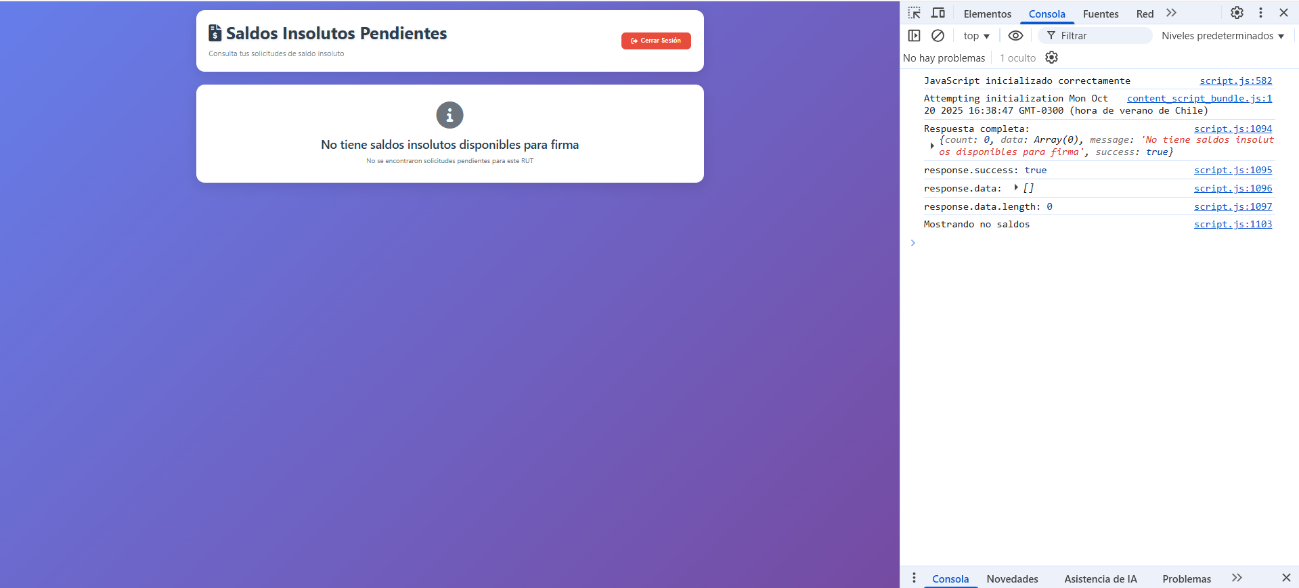 Saldos Insolutos Pendientes
Consulta tus solicitudes de saldo insoluto
Cerrar Sesión
No tiene saldos insolutos disponibles para firma
No se encontraron solicitudes pendientes para este RUT
Elementos Consola Fuentes Red
top Filtrar Niveles predeterminados
No hay problemas 1 oculto
JavaScript inicializado correctamente script.js:582
Attempting initialization Mon Oct content_script_bundle.js:1
20 2025 16:38:47 GMT-0300 (hora de verano de Chile)
Respuesta completa: script.js:1094
{count: 0, data: Array(0), message: 'No tiene saldos insolut
os disponibles para firma', success: true}
response.success: true script.js:1095
response.data: [] script.js:1096
response.data.length: 0 script.js:1097
Mostrando no saldos script.js:1103
Consola Novedades Asistencia de IA Problemas